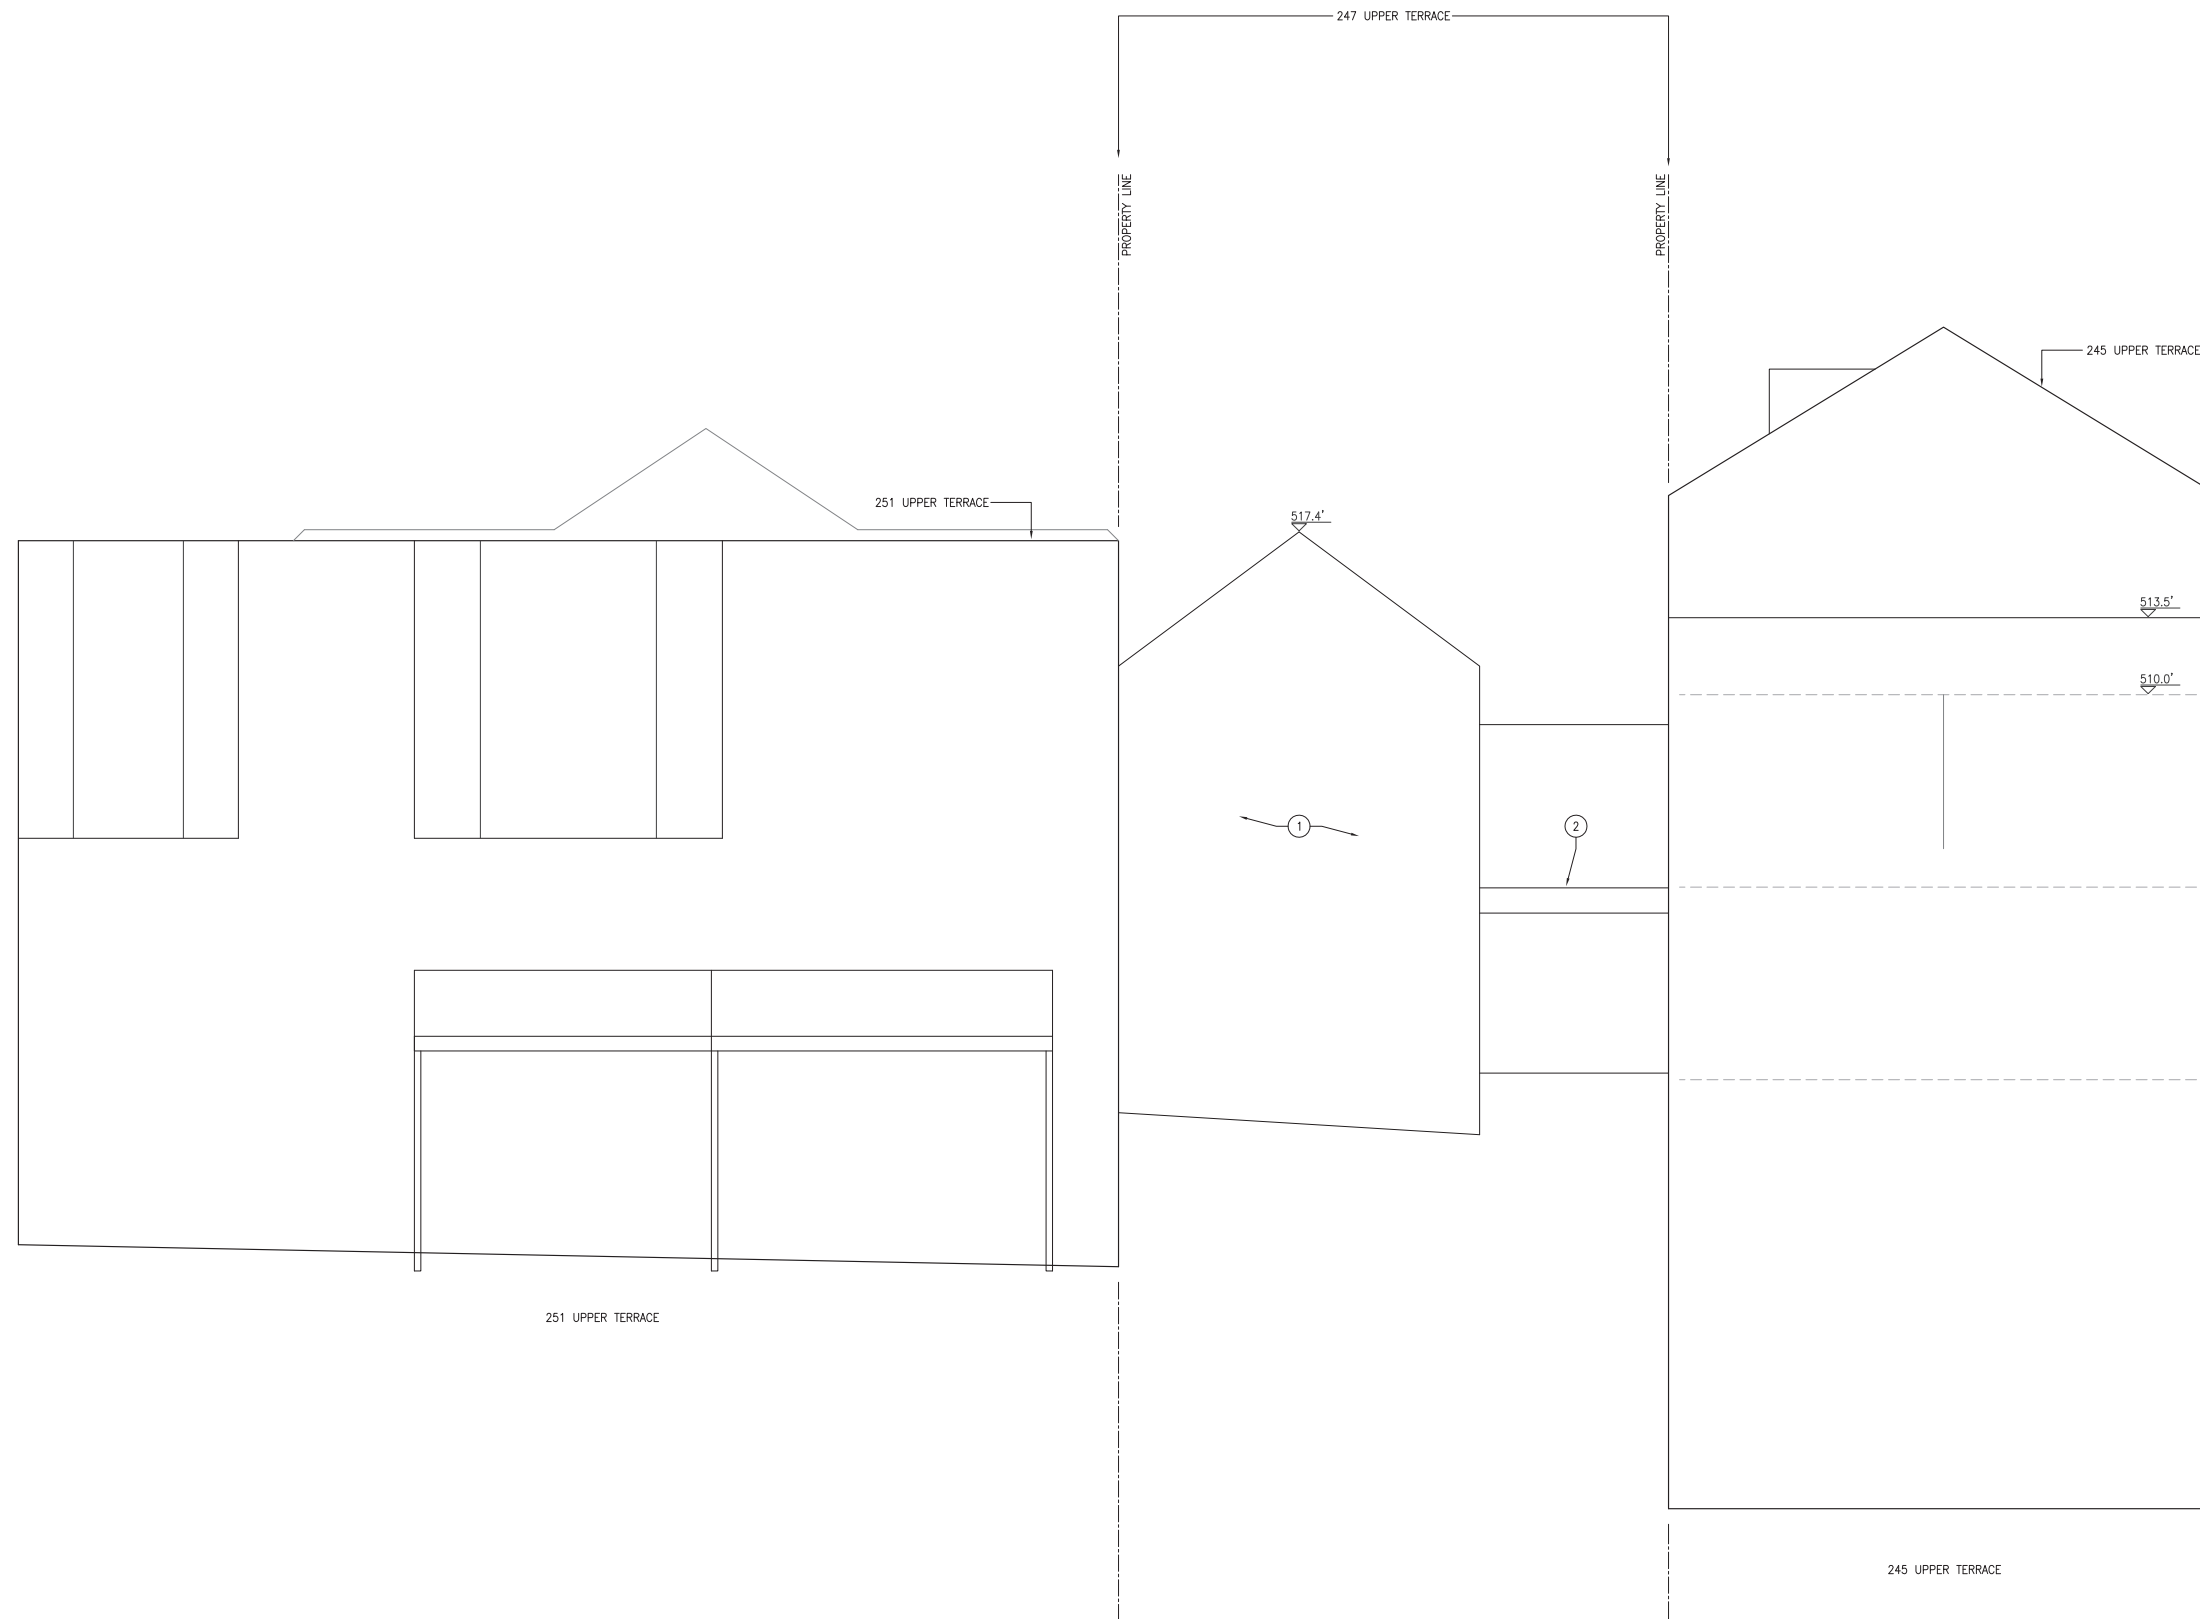 247 UPPER TERRACE
PROPERTY LINE
PROPERTY LINE
245 UPPER TERRACE
251 UPPER TERRACE
517.4'
513.5'
510.0'
1
2
251 UPPER TERRACE
245 UPPER TERRACE